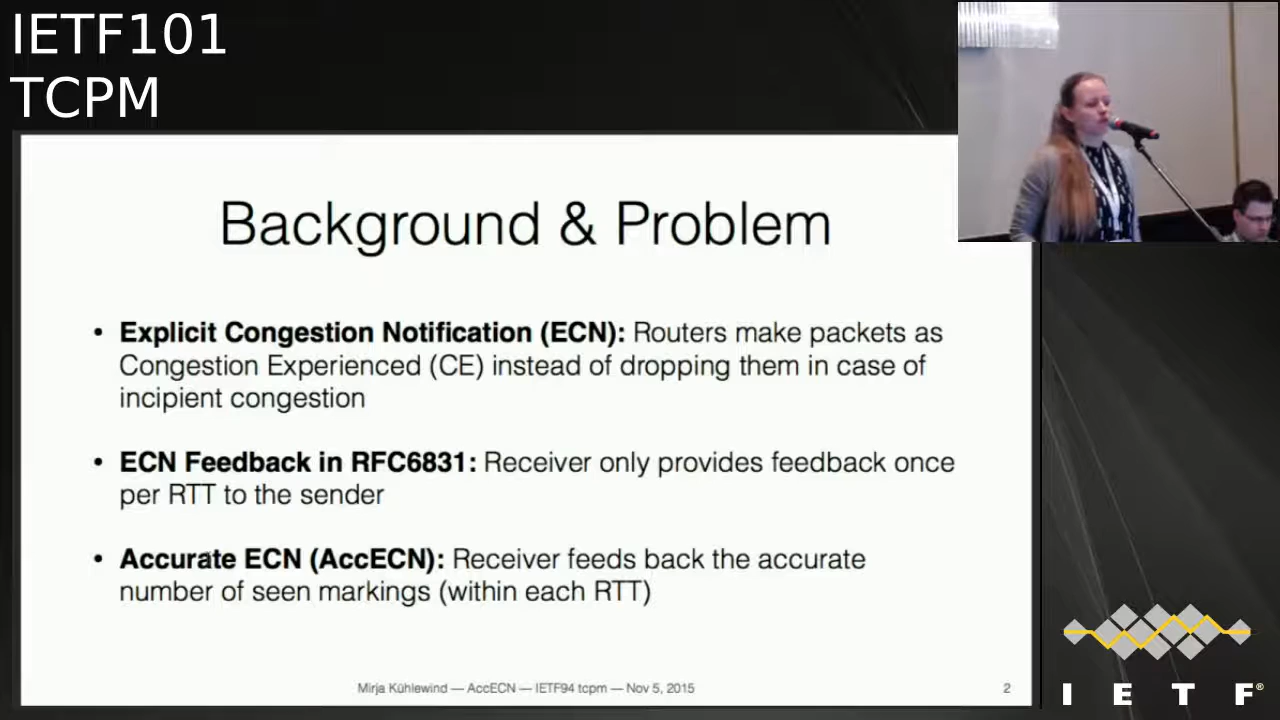 IETF101
TCPM
Background & Problem
• Explicit Congestion Notification (ECN): Routers make packets as
Congestion Experienced (CE) instead of dropping them in case of
incipient congestion
• ECN Feedback in RFC6831: Receiver only provides feedback once
per RTT to the sender
• Accurate ECN (AccECN): Receiver feeds back the accurate
number of seen markings (within each RTT)
Mirja Kühlewind — AccECN — IETF94 tcpm — Nov 5, 2015
2
I E T F®